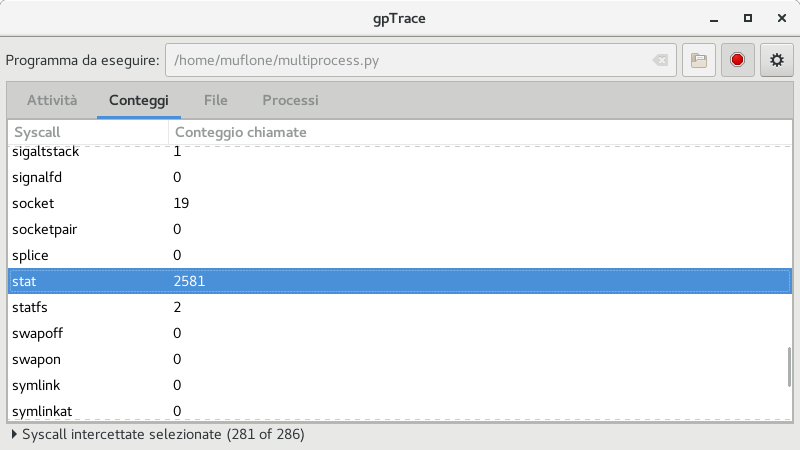 gpTrace
Programma da eseguire: /home/muflone/multiprocess.py
Attività Conteggi File Processi
Syscall Conteggio chiamate
sigaltstack 1
signalfd 0
socket 19
socketpair 0
splice 0
stat 2581
statfs 2
swapoff 0
swapon 0
symlink 0
symlinkat 0
Syscall intercettate selezionate (281 of 286)